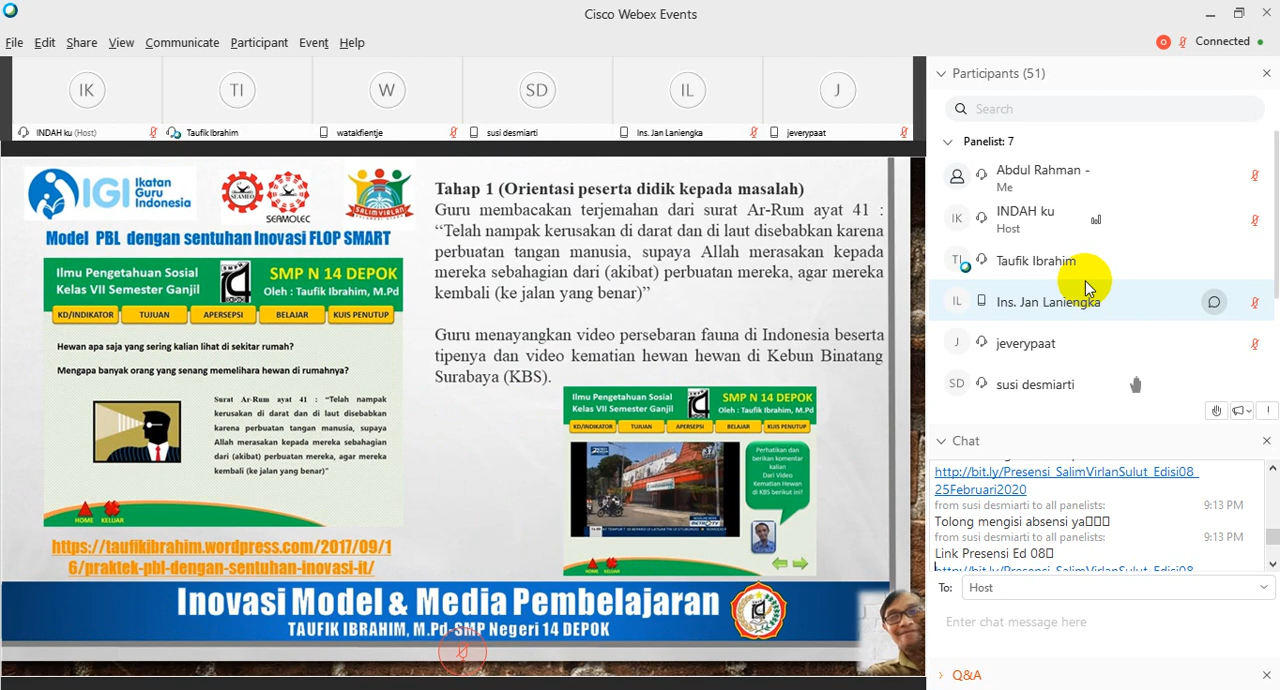 Cisco Webex Events
File Edit Share View Communicate Participant Event Help
Connected
IK
TI
W
SD
IL
J
INDAH ku (Host)
Taufik Ibrahim
watakfientje
susi desmiarti
Ins. Jan Laniengka
jeverypaat
IGI Ikatan
Guru
Indonesia
SEAMEO
SEAMOLEC
SALIM VIRLAN
Model PBL dengan sentuhan Inovasi FLOP SMART
Ilmu Pengetahuan Sosial
Kelas VII Semester Ganjil
SMP N 14 DEPOK
Oleh : Taufik Ibrahim, M.Pd
KD/INDIKATOR
TUJUAN
APERSEPSI
BELAJAR
KUIS PENUTUP
Hewan apa saja yang sering kalian lihat di sekitar rumah?
Mengapa banyak orang yang senang memelihara hewan di rumahnya?
Surat Ar-Rum ayat 41 : “Telah nampak
kerusakan di darat dan di laut disebabkan
karena perbuatan tangan manusia, supaya
Allah merasakan kepada mereka sebahagian
dari (akibat) perbuatan mereka, agar mereka
kembali (ke jalan yang benar)”
HOME KELUAR
https://taufikibrahim.wordpress.com/2017/09/1
6/praktek-pbl-dengan-sentuhan-inovasi-it/
Tahap 1 (Orientasi peserta didik kepada masalah)
Guru membacakan terjemahan dari surat Ar-Rum ayat 41 :
“Telah nampak kerusakan di darat dan di laut disebabkan karena
perbuatan tangan manusia, supaya Allah merasakan kepada
mereka sebahagian dari (akibat) perbuatan mereka, agar mereka
kembali (ke jalan yang benar)”
Guru menayangkan video persebaran fauna di Indonesia beserta
tipenya dan video kematian hewan hewan di Kebun Binatang
Surabaya (KBS).
Ilmu Pengetahuan Sosial
Kelas VII Semester Ganjil
SMP N 14 DEPOK
Oleh : Taufik Ibrahim, M.Pd
KD/INDIKATOR
TUJUAN
APERSEPSI
BELAJAR
KUIS PENUTUP
Perhatikan dan
berikan komentar
kalian
Dari Video
Kematian Hewan
di KBS berikut ini!
HOME KELUAR
Inovasi Model & Media Pembelajaran
TAUFIK IBRAHIM, M.Pd-SMP Negeri 14 DEPOK
Participants (51)
Search
Panelist: 7
Abdul Rahman -
Me
IK
INDAH ku
Host
TI
Taufik Ibrahim
IL
Ins. Jan Laniengka
J
jeverypaat
SD
susi desmiarti
Chat
http://bit.ly/Presensi_SalimVirlanSulut_Edisi08_
25Februari2020
from susi desmiarti to all panelists: 9:13 PM
Tolong mengisi absensi ya
from susi desmiarti to all panelists: 9:13 PM
Link Presensi Ed 08
http://bit.ly/Presensi_SalimVirlanSulut_Edisi08_
To: Host
Enter chat message here
Q&A